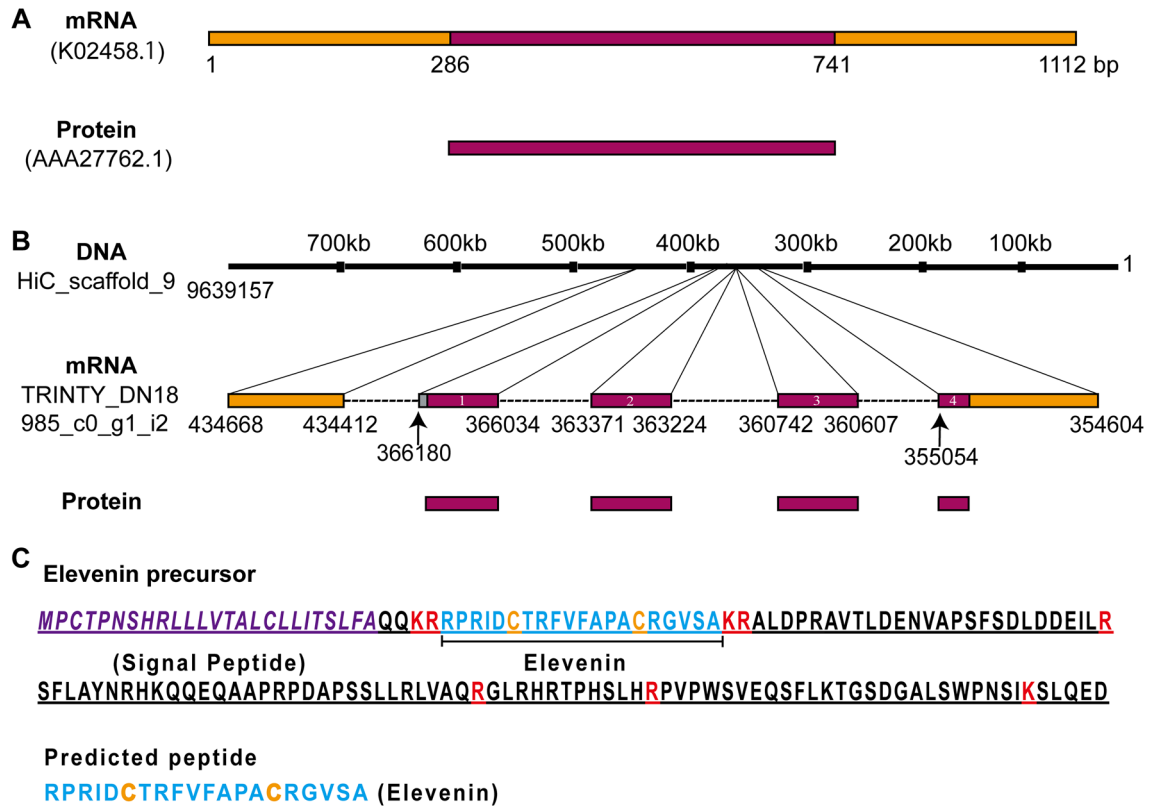 A
mRNA
(K02458.1)
1 286 741 1112 bp
Protein
(AAA27762.1)
B
DNA
HiC_scaffold_9
9639157
700kb 600kb 500kb 400kb 300kb 200kb 100kb
1
mRNA
TRINTY_DN18
985_c0_g1_i2
1 2 3 4
434668 434412 366034 363371 363224 360742 360607 354604
366180 355054
Protein
C
Elevenin precursor
MPCTPNSHRLLLVTALCLLITSLFAQQKRRPRIDCTRFVFAPACRGVSAKRALDPRAVTLDENVAPSFSDLDDEILR
(Signal Peptide) Elevenin
SFLAYNRHKQQEQAAPRPDAPSSLLRLVAQRGLRHRTPHSLHRPVPWSVEQSFLKTGSDGALSWPNSIKSLQED
Predicted peptide
RPRIDCTRFVFAPACRGVSA (Elevenin)